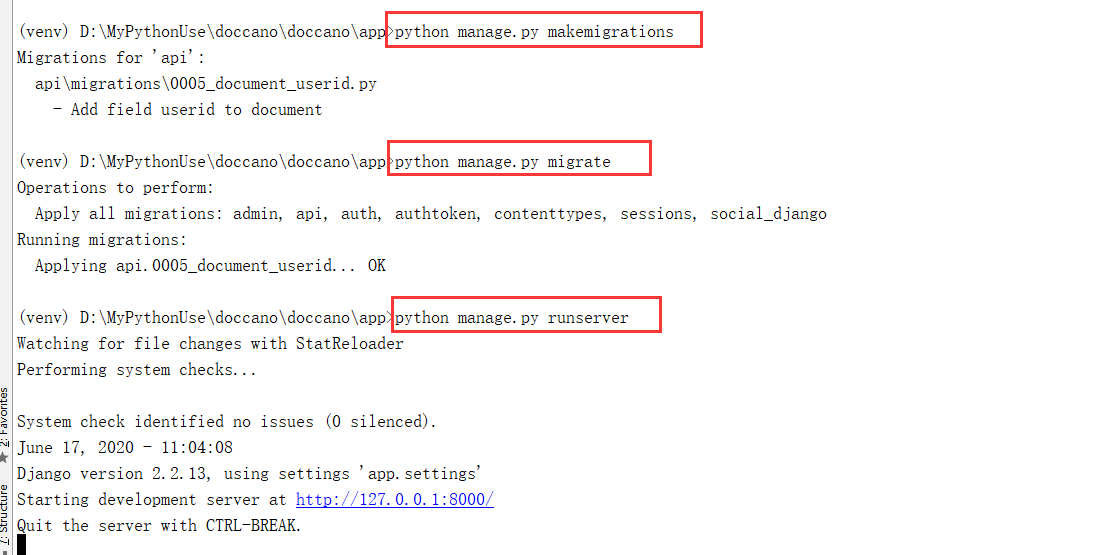 (venv) D:\MyPythonUse\doccano\doccano\app>python manage.py makemigrations
Migrations for 'api':
  api\migrations\0005_document_userid.py
    - Add field userid to document
(venv) D:\MyPythonUse\doccano\doccano\app>python manage.py migrate
Operations to perform:
  Apply all migrations: admin, api, auth, authtoken, contenttypes, sessions, social_django
Running migrations:
  Applying api.0005_document_userid... OK
(venv) D:\MyPythonUse\doccano\doccano\app>python manage.py runserver
Watching for file changes with StatReloader
Performing system checks...
System check identified no issues (0 silenced).
June 17, 2020 - 11:04:08
Django version 2.2.13, using settings 'app.settings'
Starting development server at http://127.0.0.1:8000/
Quit the server with CTRL-BREAK.
2: Favorites
Z: Structure